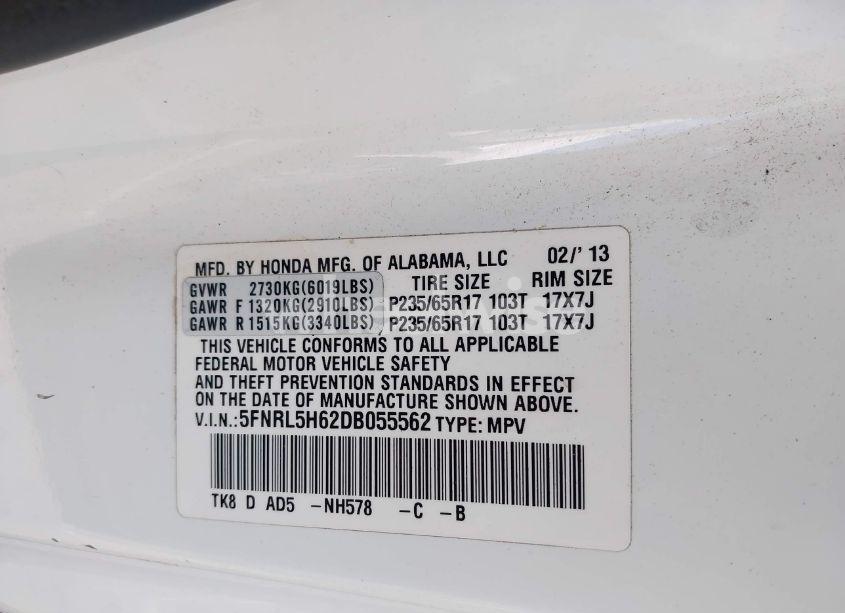 MFD. BY HONDA MFG. OF ALABAMA, LLC 02/' 13
GVWR 2730KG(6019LBS) TIRE SIZE RIM SIZE
GAWR F 1320KG(2910LBS) P235/65R17 103T 17X7J
GAWR R 1515KG(3340LBS) P235/65R17 103T 17X7J
THIS VEHICLE CONFORMS TO ALL APPLICABLE
FEDERAL MOTOR VEHICLE SAFETY
AND THEFT PREVENTION STANDARDS IN EFFECT
ON THE DATE OF MANUFACTURE SHOWN ABOVE.
V.I.N.:5FNRL5H62DB055562 TYPE: MPV
TK8 D AD5 -NH578 -C -B